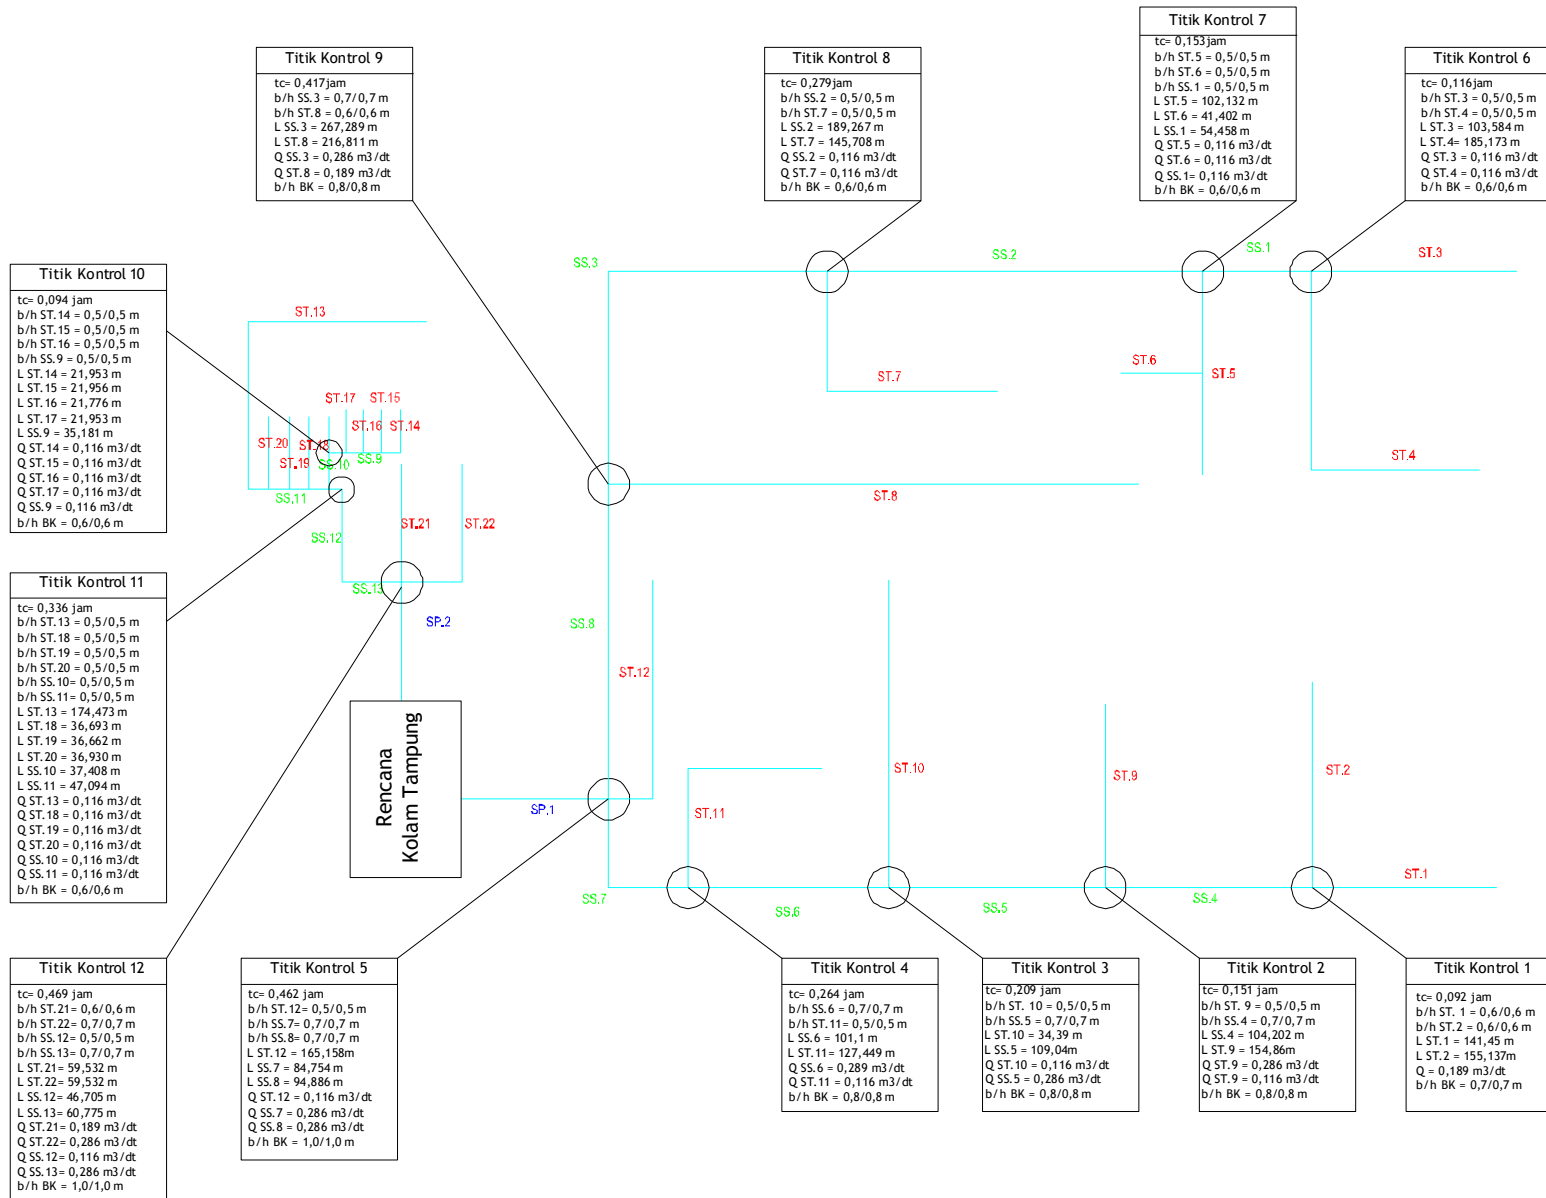 Titik Kontrol 7
tc= 0,153jam
b/h ST.5 = 0,5/0,5 m
b/h ST.6 = 0,5/0,5 m
b/h SS.1 = 0,5/0,5 m
L ST.5 = 102,132 m
L ST.6 = 41,402 m
L SS.1 = 54,458 m
Q ST.5 = 0,116 m3/dt
Q ST.6 = 0,116 m3/dt
Q SS.1= 0,116 m3/dt
b/h BK = 0,6/0,6 m
Titik Kontrol 9
tc= 0,417jam
b/h SS.3 = 0,7/0,7 m
b/h ST.8 = 0,6/0,6 m
L SS.3 = 267,289 m
L ST.8 = 216,811 m
Q SS.3 = 0,286 m3/dt
Q ST.8 = 0,189 m3/dt
b/h BK = 0,8/0,8 m
Titik Kontrol 8
tc= 0,279jam
b/h SS.2 = 0,5/0,5 m
b/h ST.7 = 0,5/0,5 m
L SS.2 = 189,267 m
L ST.7 = 145,708 m
Q SS.2 = 0,116 m3/dt
Q ST.7 = 0,116 m3/dt
b/h BK = 0,6/0,6 m
Titik Kontrol 6
tc= 0,116 jam
b/h ST.3 = 0,5/0,5 m
b/h ST.4 = 0,5/0,5 m
L ST.3 = 103,584 m
L ST.4= 185,173 m
Q ST.3 = 0,116 m3/dt
Q ST.4 = 0,116 m3/dt
b/h BK = 0,6/0,6 m
SS.3
SS.2
SS.1
ST.3
Titik Kontrol 10
tc= 0,094 jam
b/h ST.14 = 0,5/0,5 m
b/h ST.15 = 0,5/0,5 m
b/h ST.16 = 0,5/0,5 m
b/h SS.9 = 0,5/0,5 m
L ST.14 = 21,953 m
L ST.15 = 21,956 m
L ST.16 = 21,776 m
L ST.17 = 21,953 m
L SS.9 = 35,181 m
Q ST.14 = 0,116 m3/dt
Q ST.15 = 0,116 m3/dt
Q ST.16 = 0,116 m3/dt
Q ST.17 = 0,116 m3/dt
Q SS.9 = 0,116 m3/dt
b/h BK = 0,6/0,6 m
ST.13
ST.6
ST.5
ST.7
ST.17
ST.15
ST.16
ST.14
ST.20
ST.18
ST.19
SS.10
SS.9
ST.4
SS.11
ST.8
ST.21
ST.22
SS.12
SS.13
SP.2
SS.8
Titik Kontrol 11
tc= 0,336 jam
b/h ST.13 = 0,5/0,5 m
b/h ST.18 = 0,5/0,5 m
b/h ST.19 = 0,5/0,5 m
b/h ST.20 = 0,5/0,5 m
b/h SS.10= 0,5/0,5 m
b/h SS.11= 0,5/0,5 m
L ST.13 = 174,473 m
L ST.18 = 36,693 m
L ST.19 = 36,662 m
L ST.20 = 36,930 m
L SS.10 = 37,408 m
L SS.11 = 47,094 m
Q ST.13 = 0,116 m3/dt
Q ST.18 = 0,116 m3/dt
Q ST.19 = 0,116 m3/dt
Q ST.20 = 0,116 m3/dt
Q SS.10 = 0,116 m3/dt
Q SS.11 = 0,116 m3/dt
b/h BK = 0,6/0,6 m
ST.12
Rencana
Kolam Tampung
ST.10
ST.9
ST.2
SP.1
ST.11
ST.1
SS.7
SS.6
SS.5
SS.4
Titik Kontrol 12
tc= 0,469 jam
b/h ST.21= 0,6/0,6 m
b/h ST.22= 0,7/0,7 m
b/h SS.12= 0,5/0,5 m
b/h SS.13= 0,7/0,7 m
L ST.21= 59,532 m
L ST.22= 59,532 m
L SS.12= 46,705 m
L SS.13= 60,775 m
Q ST.21= 0,189 m3/dt
Q ST.22= 0,286 m3/dt
Q SS.12= 0,116 m3/dt
Q SS.13= 0,286 m3/dt
b/h BK = 1,0/1,0 m
Titik Kontrol 5
tc= 0,462 jam
b/h ST.12= 0,5/0,5 m
b/h SS.7= 0,7/0,7 m
b/h SS.8= 0,7/0,7 m
L ST.12 = 165,158m
L SS.7 = 84,754 m
L SS.8 = 94,886 m
Q ST.12 = 0,116 m3/dt
Q SS.7 = 0,286 m3/dt
Q SS.8 = 0,286 m3/dt
b/h BK = 1,0/1,0 m
Titik Kontrol 4
tc= 0,264 jam
b/h SS.6 = 0,7/0,7 m
b/h ST.11= 0,5/0,5 m
L SS.6 = 101,1 m
L ST.11= 127,449 m
Q SS.6 = 0,289 m3/dt
Q ST.11 = 0,116 m3/dt
b/h BK = 0,8/0,8 m
Titik Kontrol 3
tc= 0,209 jam
b/h ST. 10 = 0,5/0,5 m
b/h SS.5 = 0,7/0,7 m
L ST.10 = 34,39 m
L SS.5 = 109,04m
Q ST.10 = 0,116 m3/dt
Q SS.5 = 0,286 m3/dt
b/h BK = 0,8/0,8 m
Titik Kontrol 2
tc= 0,151 jam
b/h ST. 9 = 0,5/0,5 m
b/h SS.4 = 0,7/0,7 m
L SS.4 = 104,202 m
L ST.9 = 154,86m
Q ST.9 = 0,286 m3/dt
Q ST.9 = 0,116 m3/dt
b/h BK = 0,8/0,8 m
Titik Kontrol 1
tc= 0,092 jam
b/h ST. 1 = 0,6/0,6 m
b/h ST.2 = 0,6/0,6 m
L ST.1 = 141,45 m
L ST.2 = 155,137m
Q = 0,189 m3/dt
b/h BK = 0,7/0,7 m